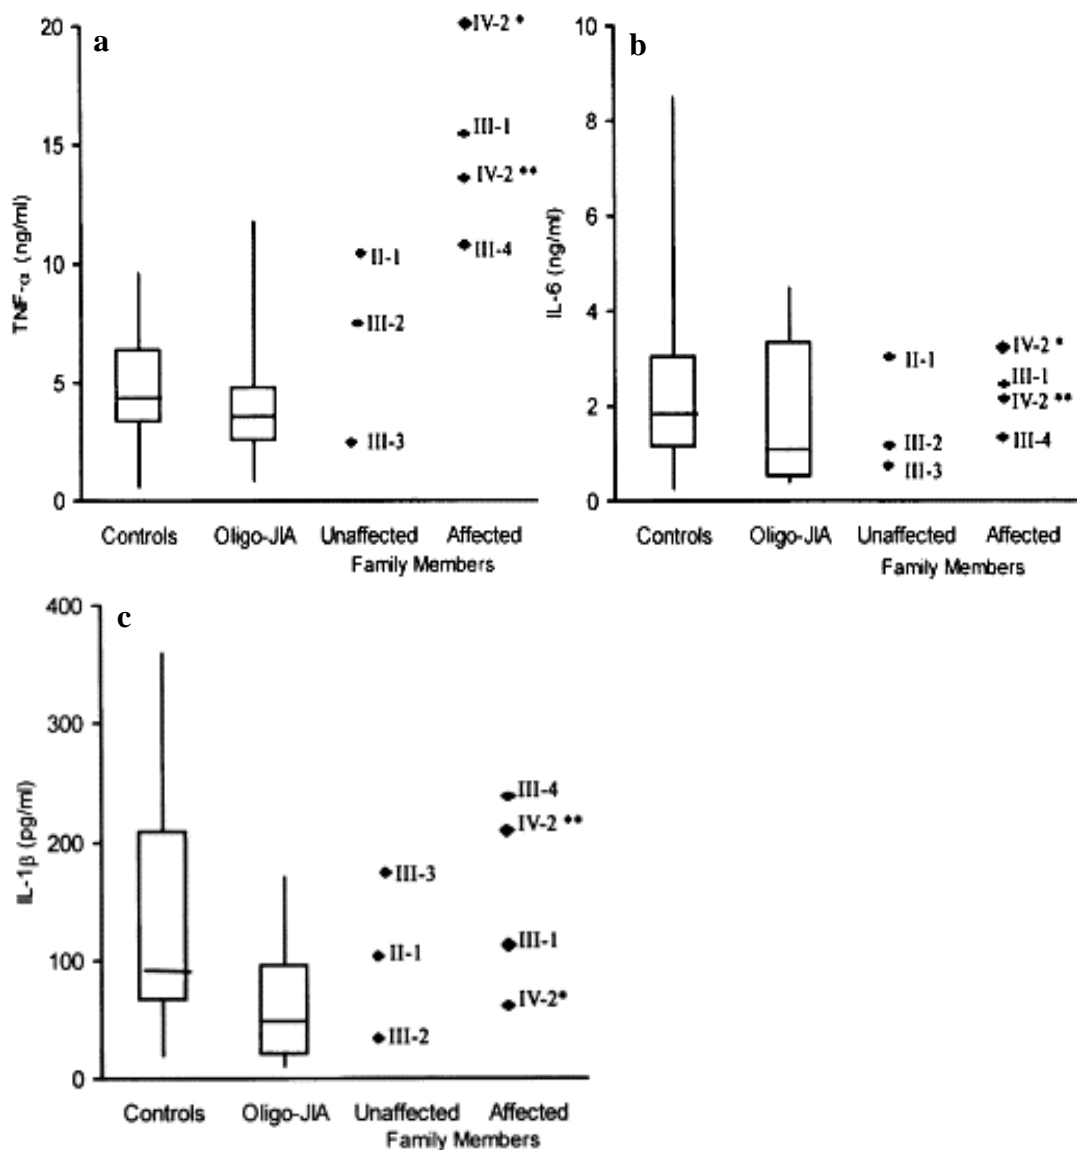 a
TNF-α (ng/ml)
20
15
10
5
0
IV-2 *
III-1
IV-2 **
III-4
II-1
III-2
III-3
Controls Oligo-JIA Unaffected Affected
Family Members
b
IL-6 (ng/ml)
10
8
6
4
2
0
II-1
III-2
III-3
IV-2 *
III-1
IV-2 **
III-4
Controls Oligo-JIA Unaffected Affected
Family Members
c
IL-1β (pg/ml)
400
300
200
100
0
III-3
II-1
III-2
III-4
IV-2 **
III-1
IV-2*
Controls Oligo-JIA Unaffected Affected
Family Members